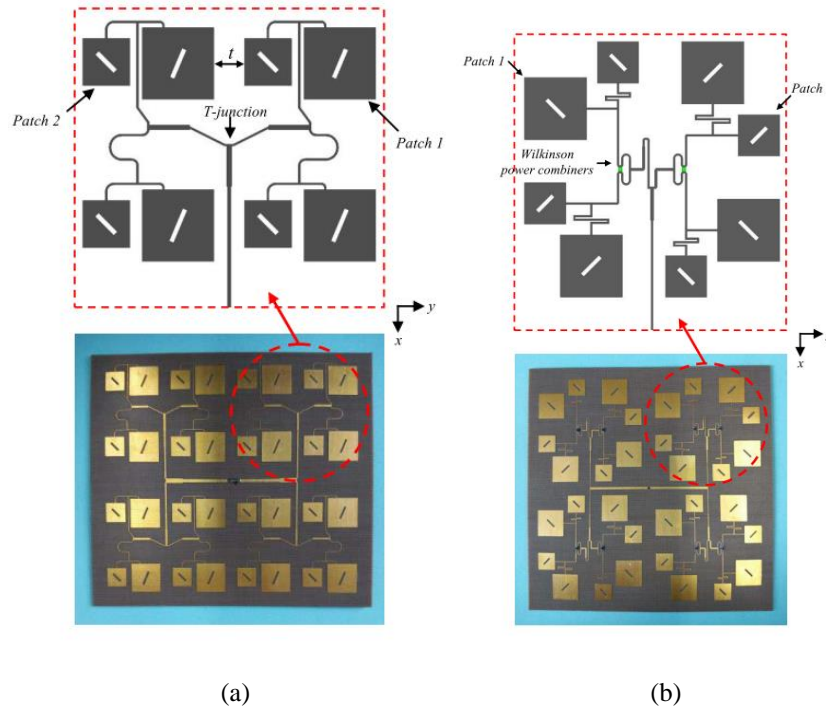 Patch 2
t
T-junction
Patch 1
y
x
(a)
Patch 1
Patch
Wilkinson
power combiners
x
(b)